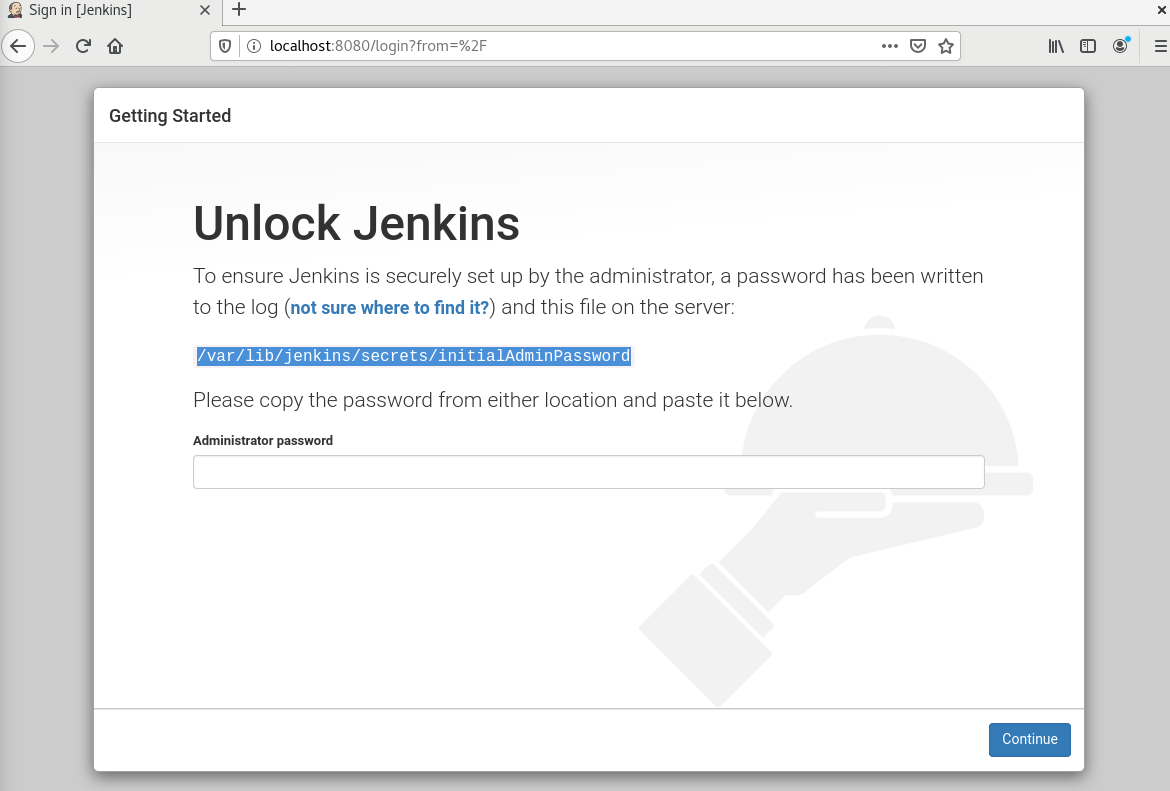 Sign in [Jenkins]
localhost:8080/login?from=%2F
Getting Started
Unlock Jenkins
To ensure Jenkins is securely set up by the administrator, a password has been written
to the log (not sure where to find it?) and this file on the server:
/var/lib/jenkins/secrets/initialAdminPassword
Please copy the password from either location and paste it below.
Administrator password
Continue